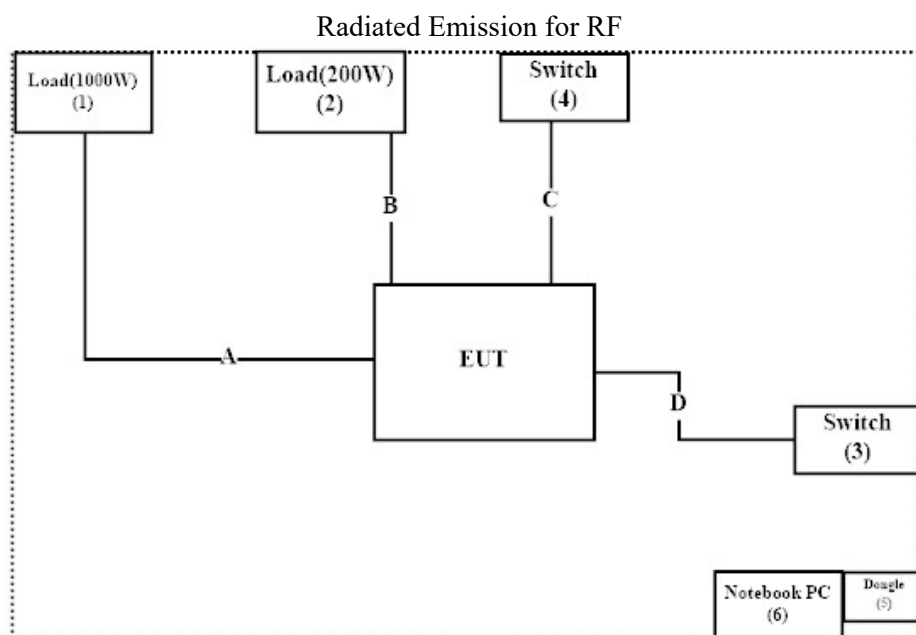 Radiated Emission for RF
Load(1000W)
(1)
Load(200W)
(2)
Switch
(4)
B
C
A
EUT
D
Switch
(3)
Notebook PC
(6)
Dongle
(5)